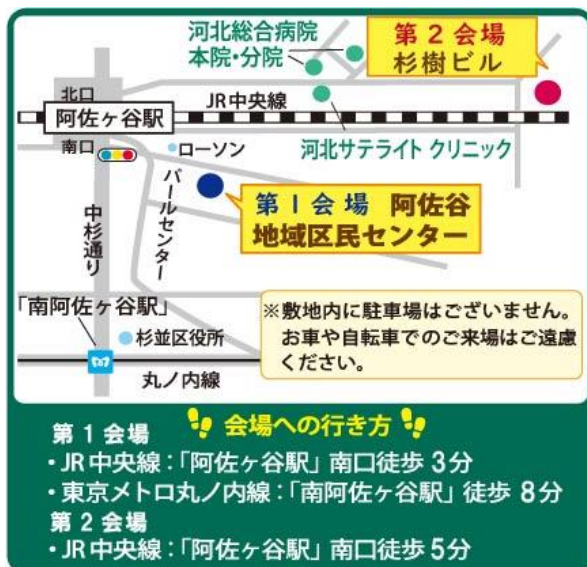 河北総合病院
本院・分院
第2会場
杉樹ビル
北口
JR中央線
阿佐ヶ谷駅
南口
ローソン
河北サテライト クリニック
パールセンター
第1会場 阿佐谷
地域区民センター
中杉通り
「南阿佐ヶ谷駅」
杉並区役所
丸ノ内線
※敷地内に駐車場はございません。
お車や自転車でのご来場はご遠慮
ください。
会場への行き方
第1会場
・JR中央線：「阿佐ヶ谷駅」南口徒歩3分
・東京メトロ丸ノ内線：「南阿佐ヶ谷駅」徒歩8分
第2会場
・JR中央線：「阿佐ヶ谷駅」南口徒歩5分